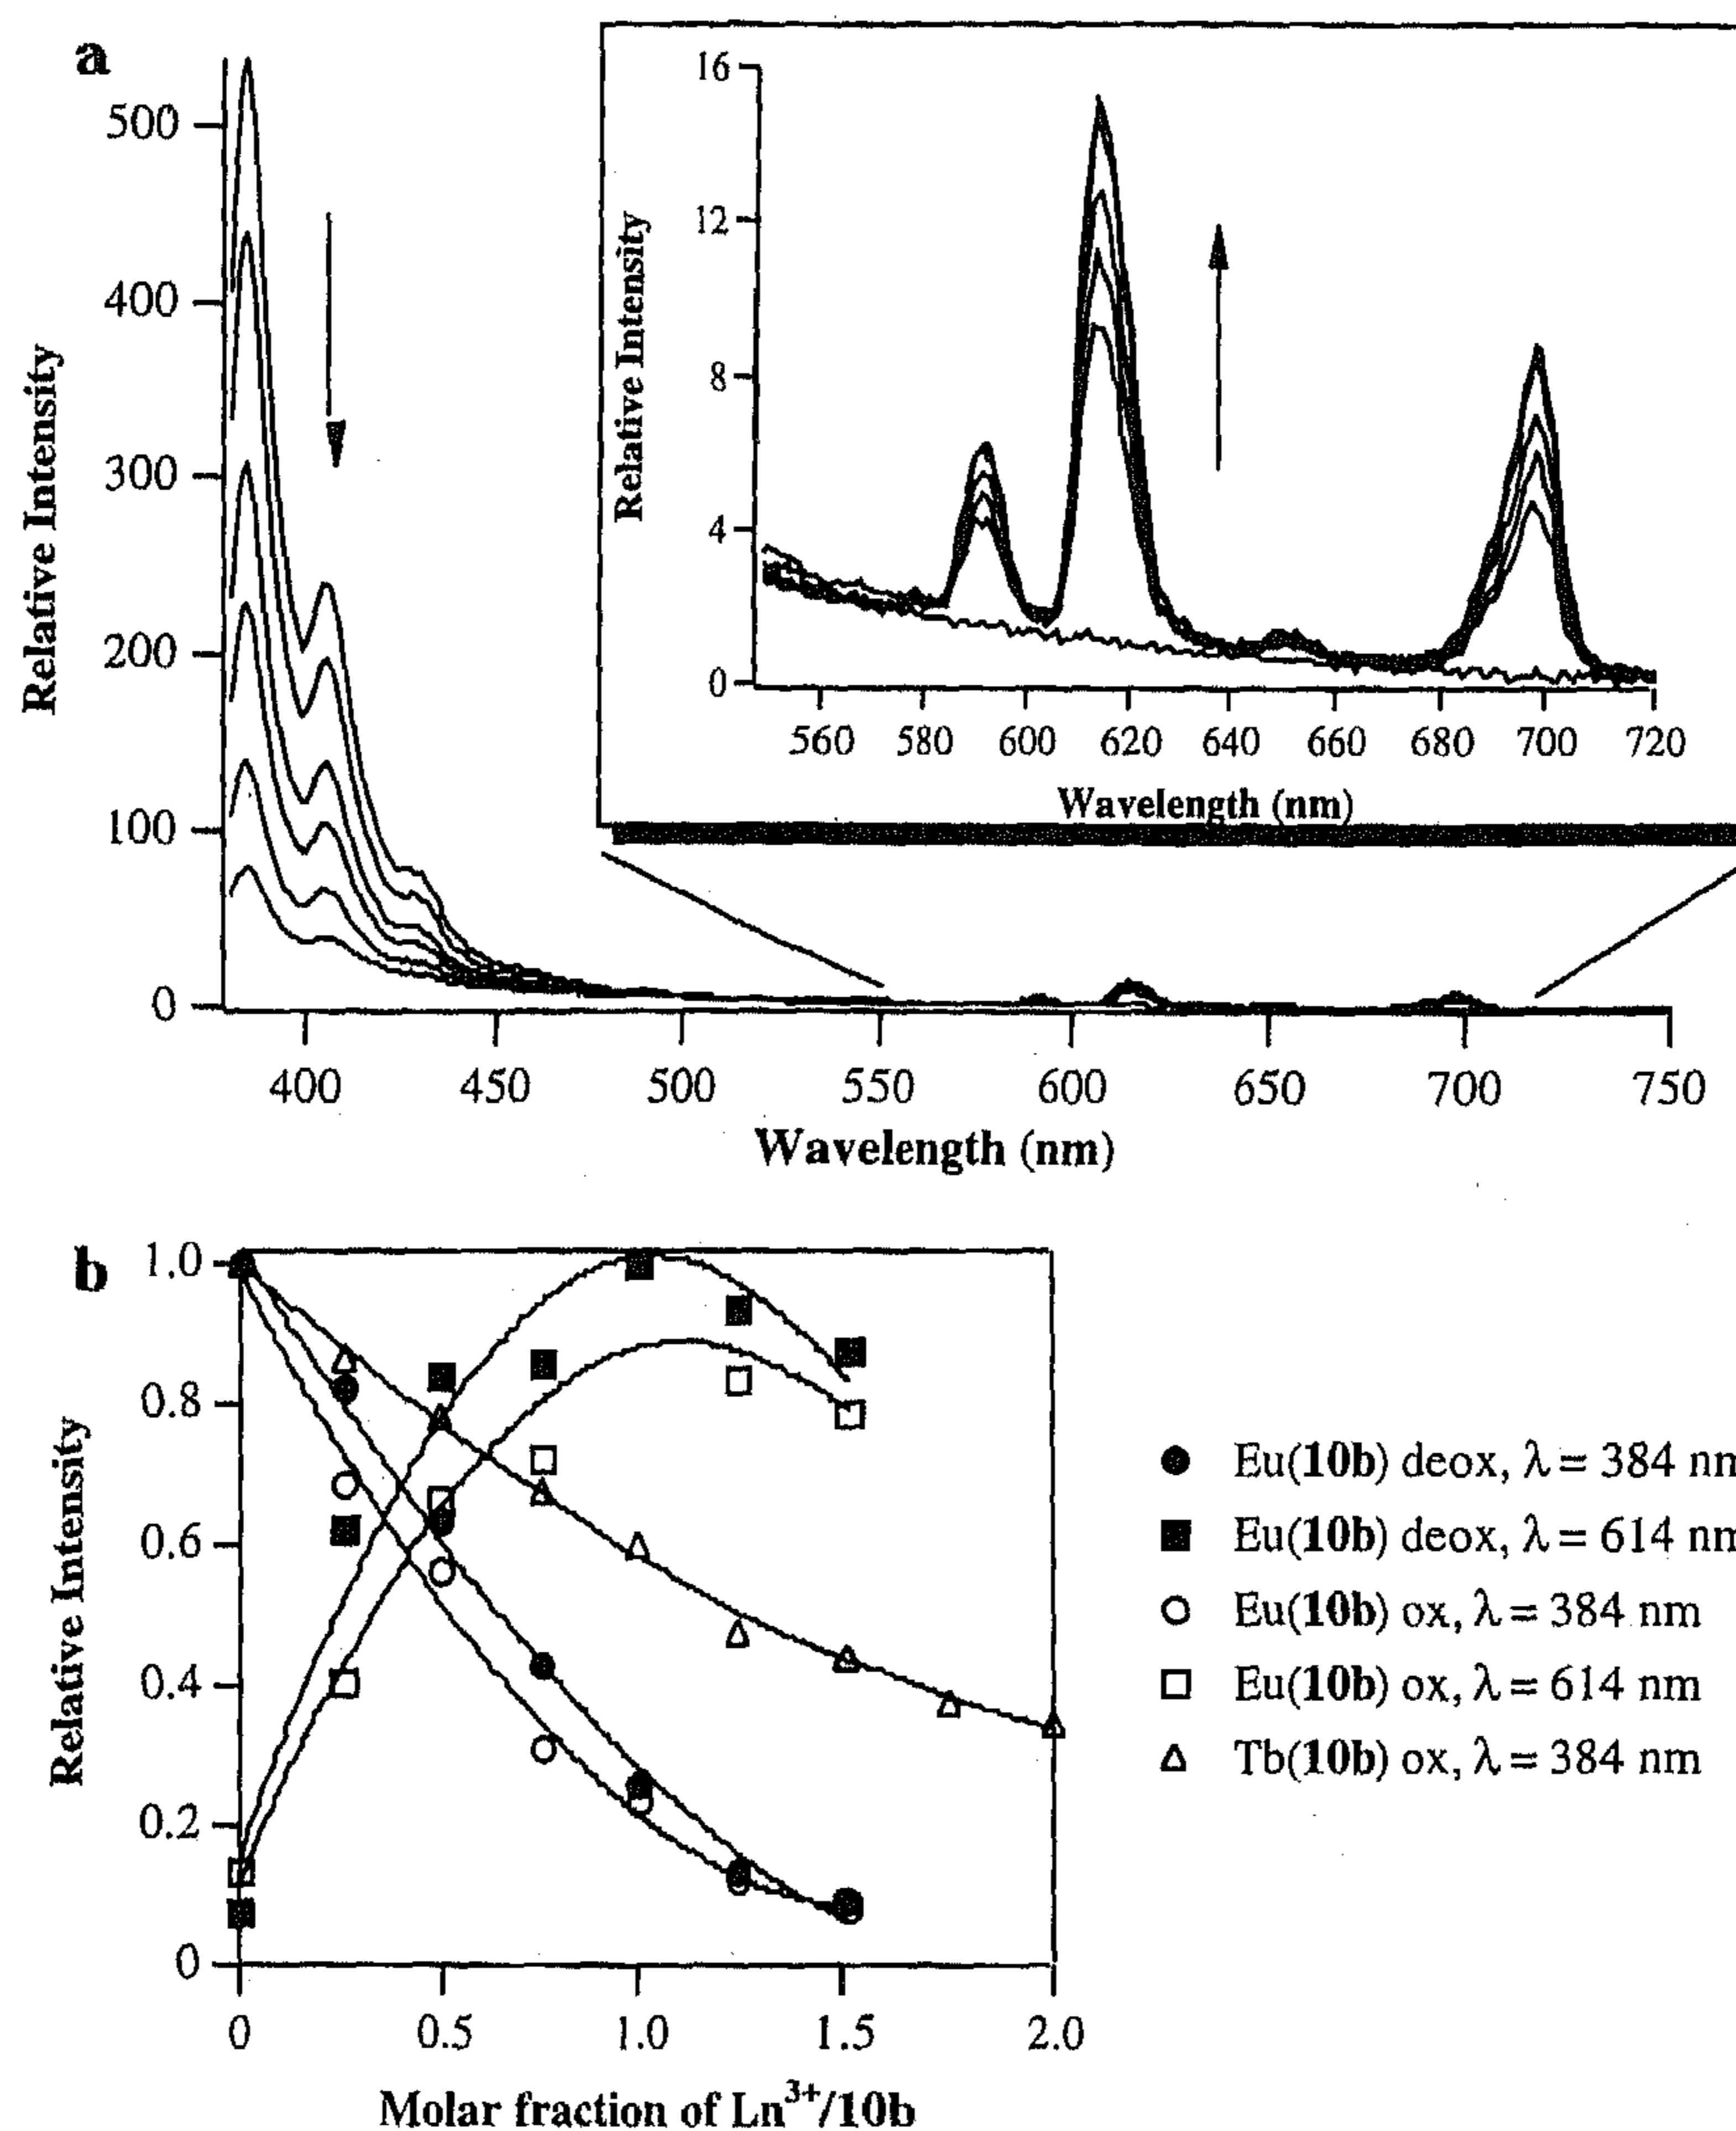 a
16
12
8
4
0
Relative Intensity
560 580 600 620 640 660 680 700 720
Wavelength (nm)
500
400
300
200
100
0
Relative Intensity
400 450 500 550 600 650 700 750
Wavelength (nm)
b
1.0
0.8
0.6
0.4
0.2
0
Relative Intensity
0 0.5 1.0 1.5 2.0
Molar fraction of Ln³⁺/10b
Eu(10b) deox, λ = 384 nm
Eu(10b) deox, λ = 614 nm
Eu(10b) ox, λ = 384 nm
Eu(10b) ox, λ = 614 nm
Tb(10b) ox, λ = 384 nm